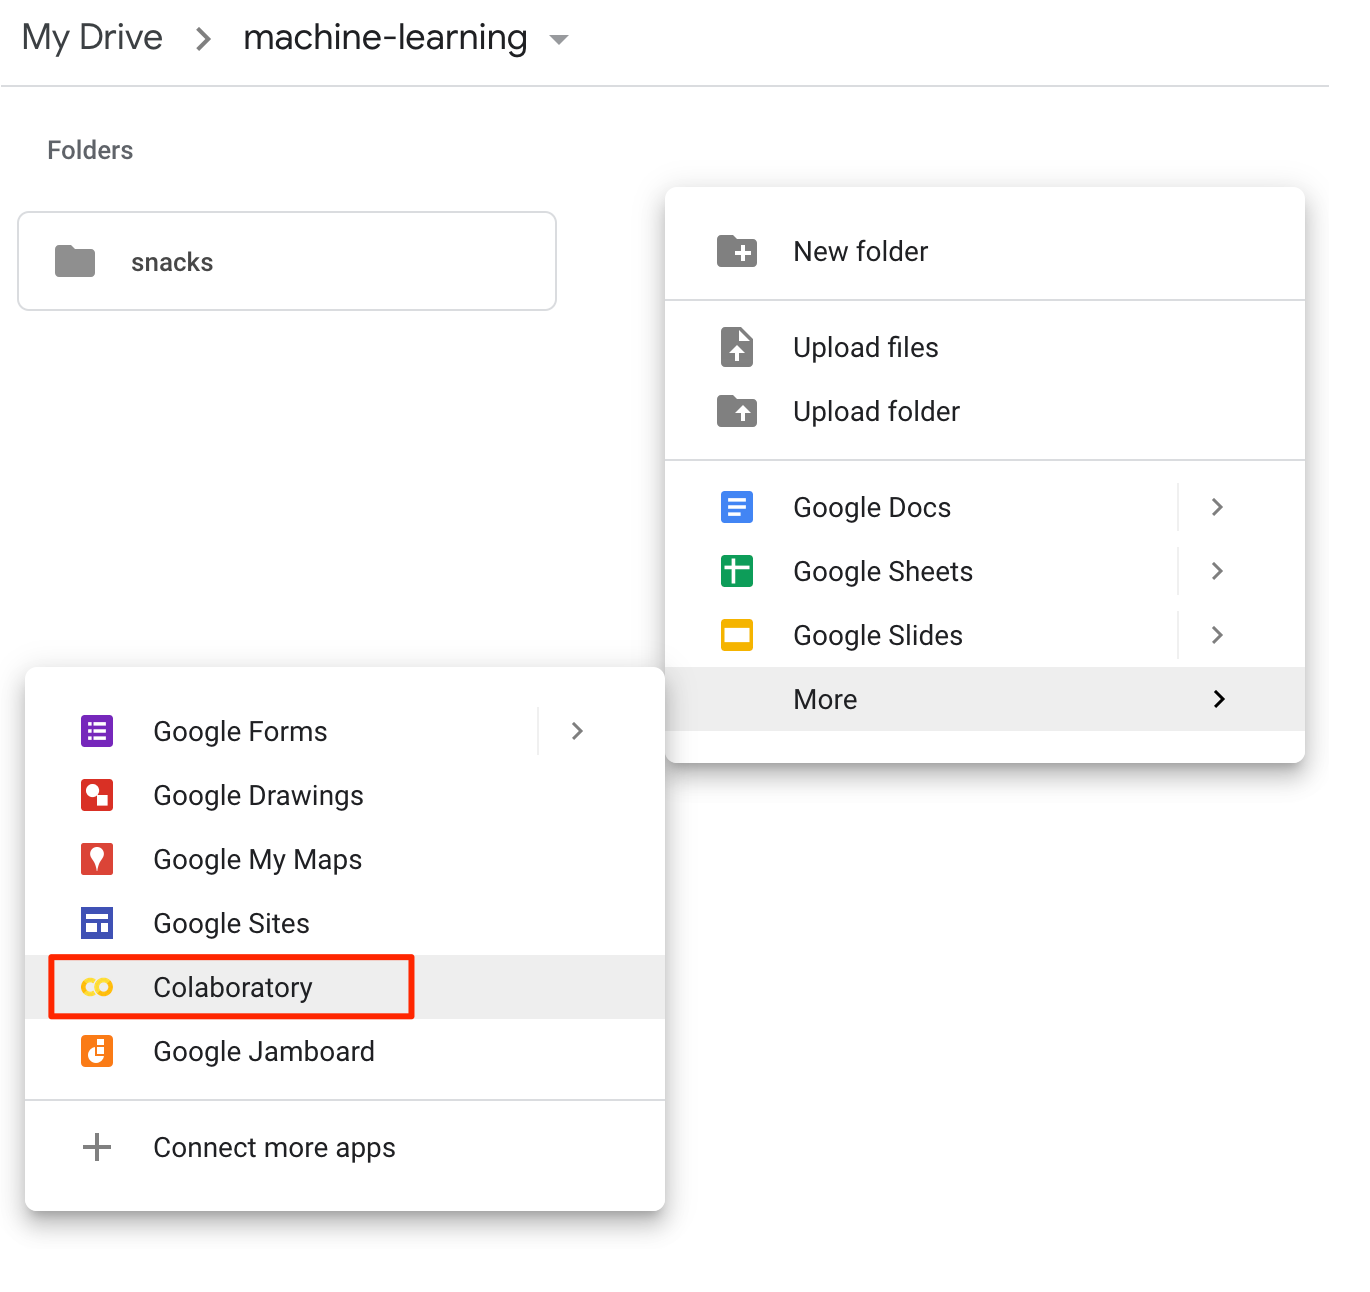 My Drive > machine-learning
Folders
snacks
New folder
Upload files
Upload folder
Google Docs
Google Sheets
Google Slides
More
Google Forms
Google Drawings
Google My Maps
Google Sites
Colaboratory
Google Jamboard
Connect more apps